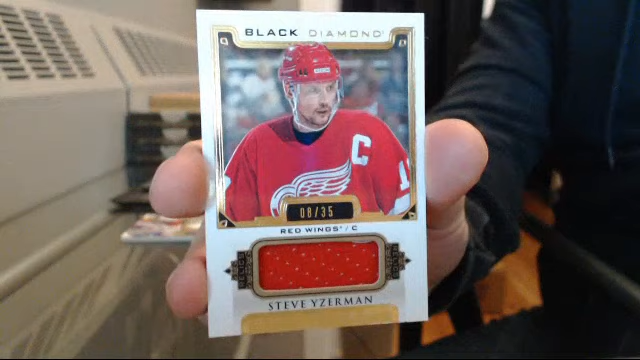 BLACK DIAMOND
C
08/35
RED WINGS / C
STEVE YZERMAN